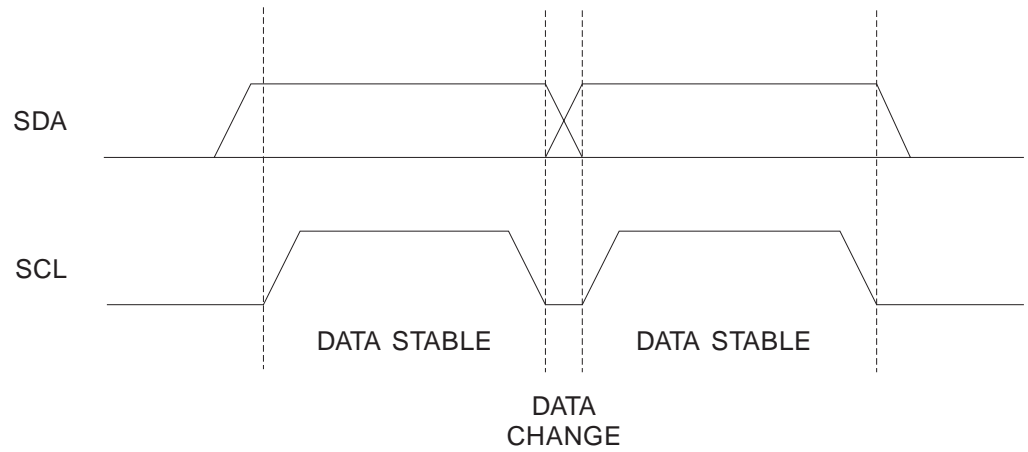 SDA
SCL
DATA STABLE
DATA STABLE
DATA
CHANGE